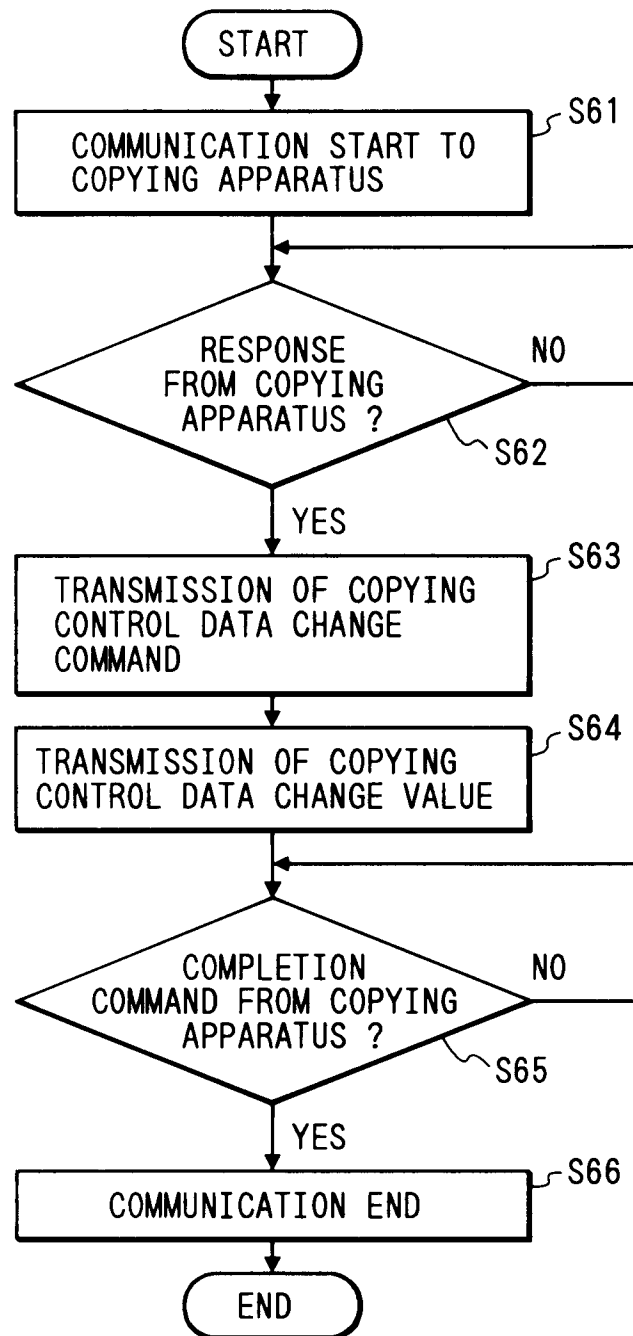 START
S61
COMMUNICATION START TO
COPYING APPARATUS
RESPONSE
FROM COPYING
APPARATUS ?
NO
S62
YES
S63
TRANSMISSION OF COPYING
CONTROL DATA CHANGE
COMMAND
S64
TRANSMISSION OF COPYING
CONTROL DATA CHANGE VALUE
COMPLETION
COMMAND FROM COPYING
APPARATUS ?
NO
S65
YES
S66
COMMUNICATION END
END